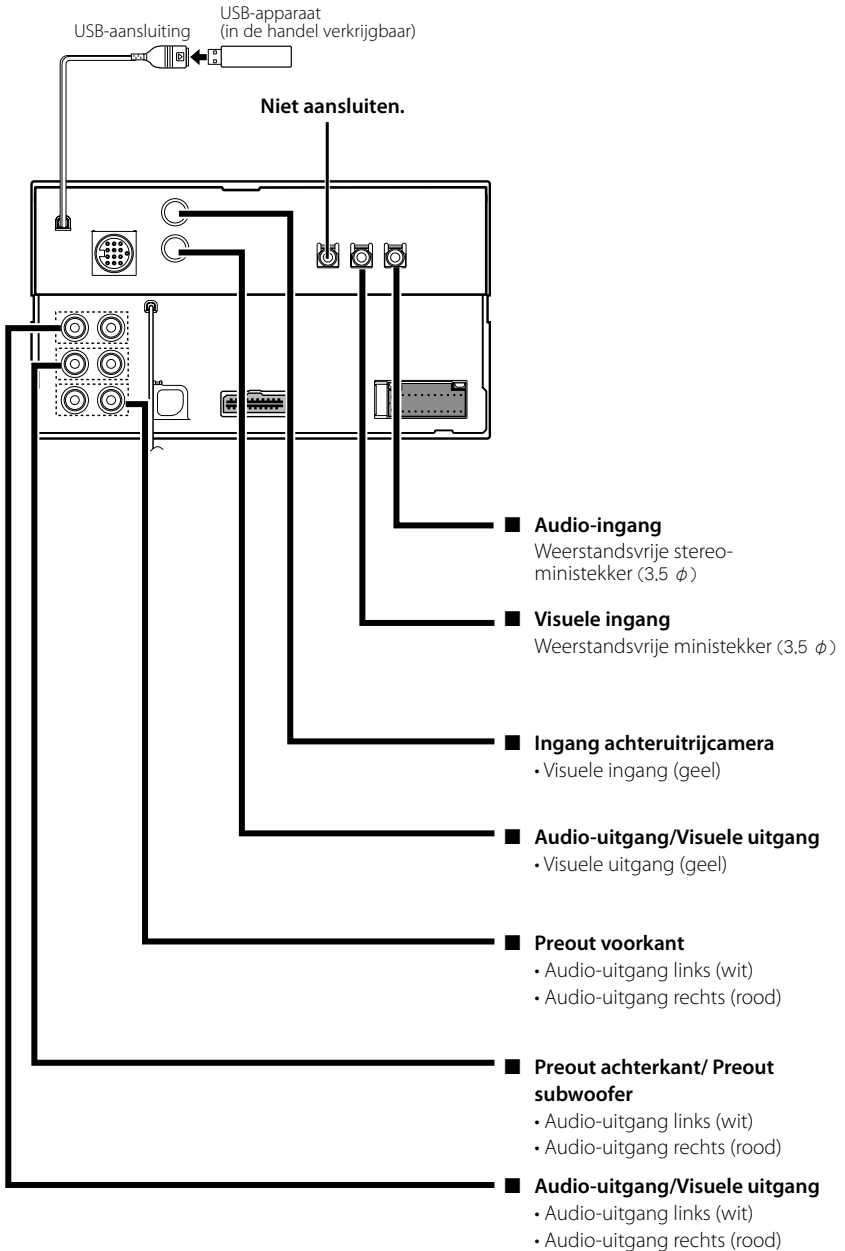 USB-apparaat
USB-aansluiting (in de handel verkrijgbaar)
Niet aansluiten.
■ Audio-ingang
Weerstandsvrije stereo-
ministekker (3,5 φ)
■ Visuele ingang
Weerstandsvrije ministekker (3,5 φ)
■ Ingang achteruitrijcamera
• Visuele ingang (geel)
■ Audio-uitgang/Visuele uitgang
• Visuele uitgang (geel)
■ Preout voorkant
• Audio-uitgang links (wit)
• Audio-uitgang rechts (rood)
■ Preout achterkant/ Preout
subwoofer
• Audio-uitgang links (wit)
• Audio-uitgang rechts (rood)
■ Audio-uitgang/Visuele uitgang
• Audio-uitgang links (wit)
• Audio-uitgang rechts (rood)